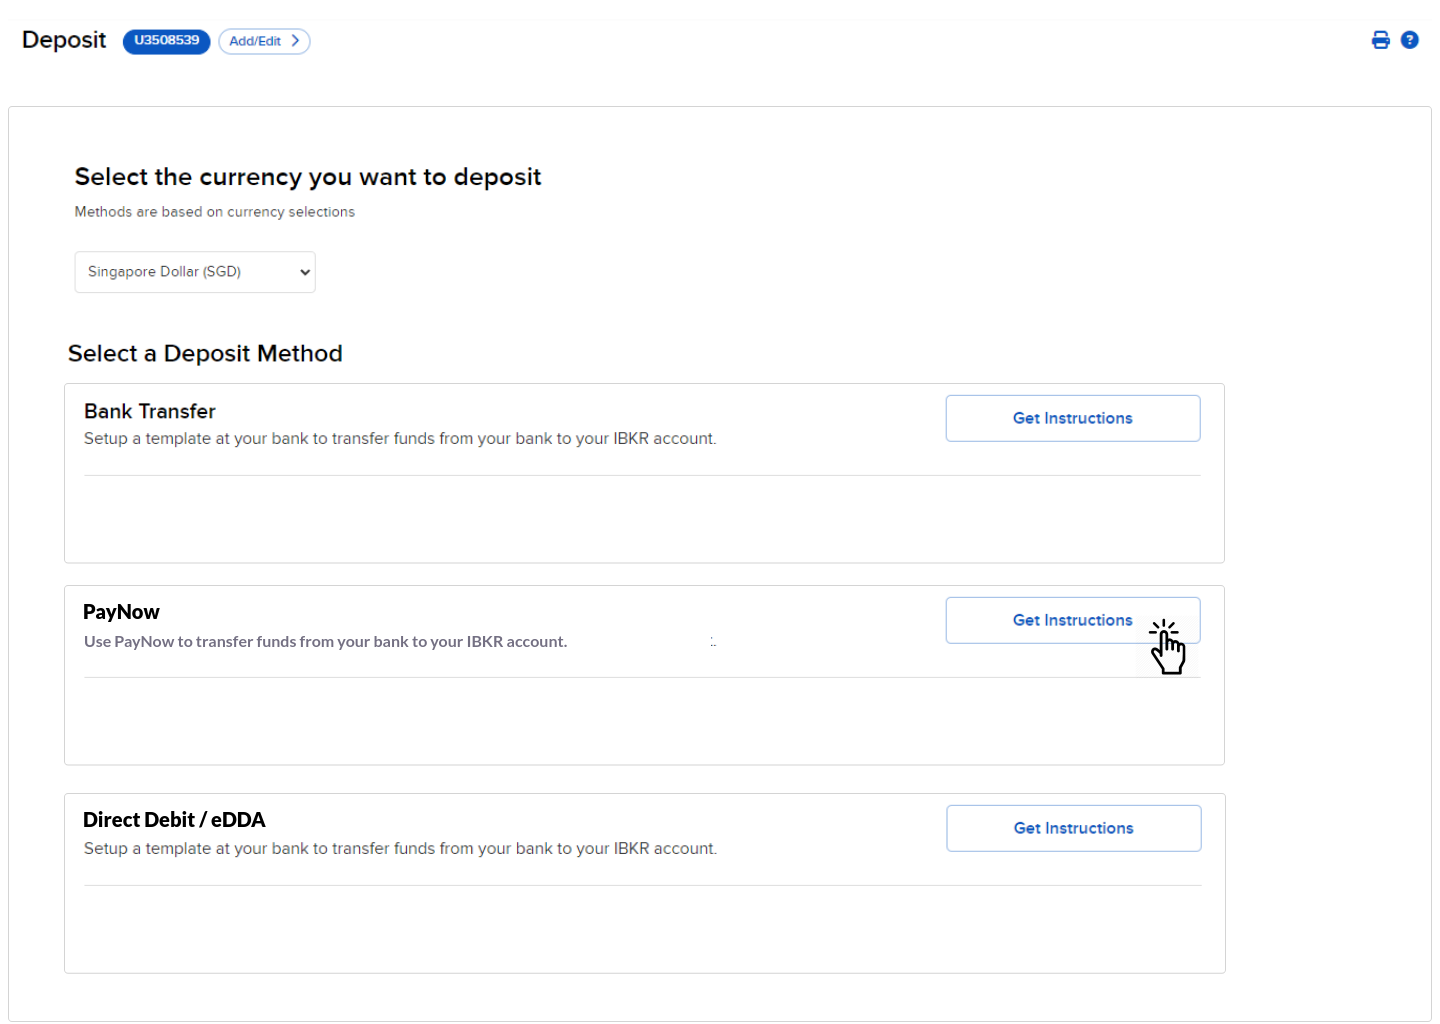 Deposit U3508539 Add/Edit
Select the currency you want to deposit
Methods are based on currency selections
Singapore Dollar (SGD)
Select a Deposit Method
Bank Transfer
Get Instructions
Setup a template at your bank to transfer funds from your bank to your IBKR account.
PayNow
Get Instructions
Use PayNow to transfer funds from your bank to your IBKR account.
Direct Debit / eDDA
Get Instructions
Setup a template at your bank to transfer funds from your bank to your IBKR account.